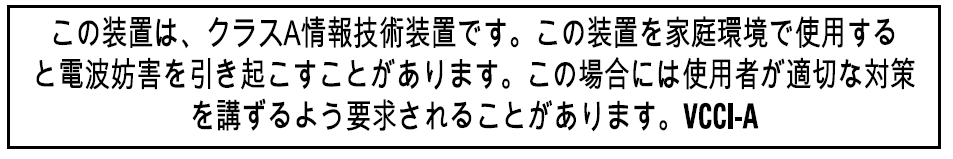 この装置は、クラスA情報技術装置です。この装置を家庭環境で使用する
と電波妨害を引き起こすことがあります。この場合には使用者が適切な対策
を講ずるよう要求されることがあります。VCCI-A